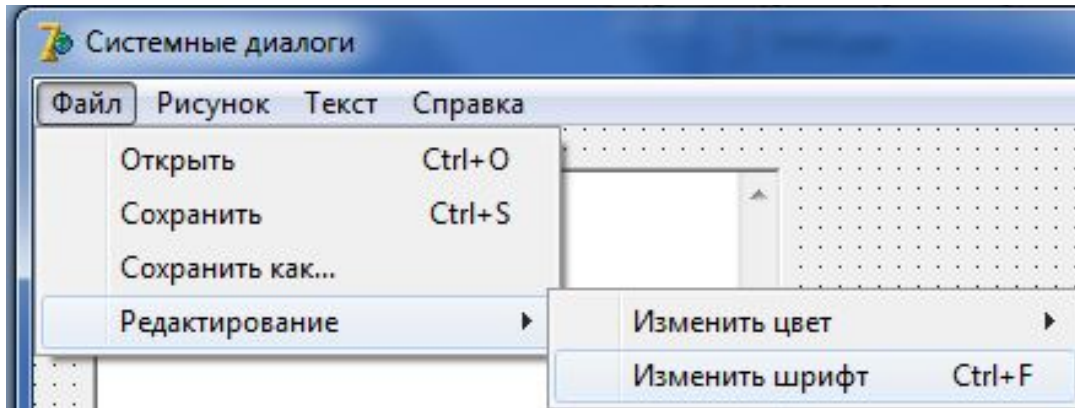 Системные диалоги
Файл Рисунок Текст Справка
Открыть Ctrl+O
Сохранить Ctrl+S
Сохранить как...
Редактирование
Изменить цвет
Изменить шрифт Ctrl+F